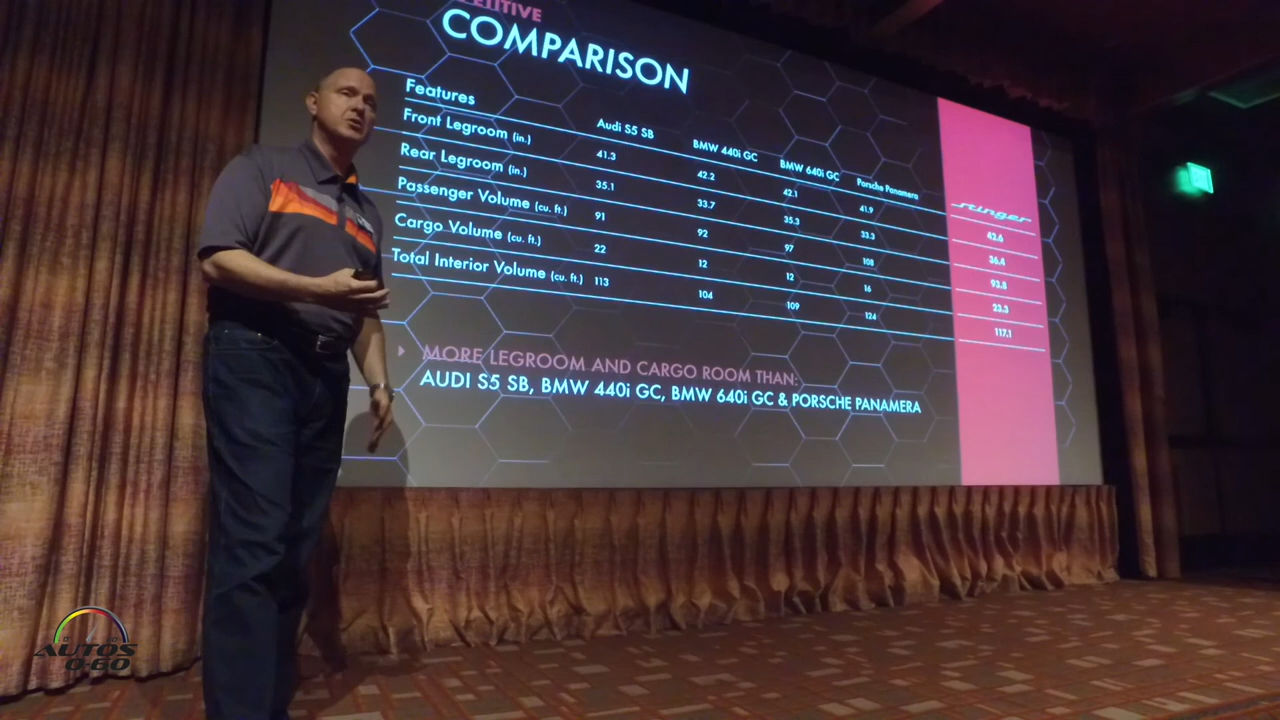 COMPARISON
Features Audi S5 SB BMW 440i GC BMW 640i GC Porsche Panamera stinger
Front Legroom (in.) 41.3 42.2 42.1 41.9 42.6
Rear Legroom (in.) 35.1 33.7 35.3 33.3 36.4
Passenger Volume (cu. ft.) 91 92 97 108 93.8
Cargo Volume (cu. ft.) 22 12 12 16 23.3
Total Interior Volume (cu. ft.) 113 104 109 124 117.1
MORE LEGROOM AND CARGO ROOM THAN:
AUDI S5 SB, BMW 440i GC, BMW 640i GC & PORSCHE PANAMERA
AUTOS
0-60